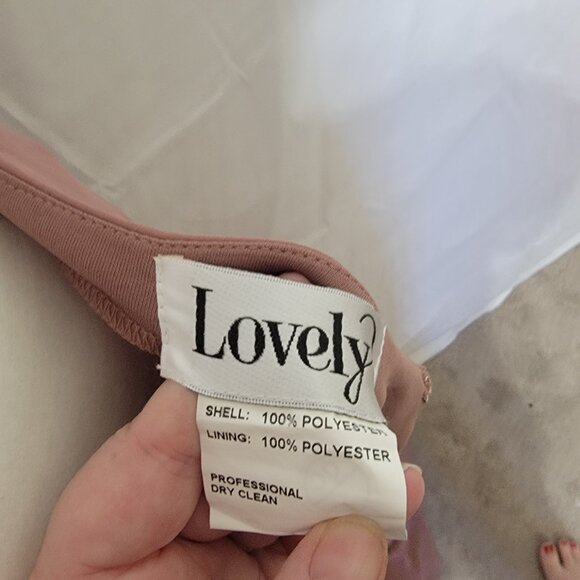 Lovely
SHELL: 100% POLYESTER
LINING: 100% POLYESTER
PROFESSIONAL
DRY CLEAN